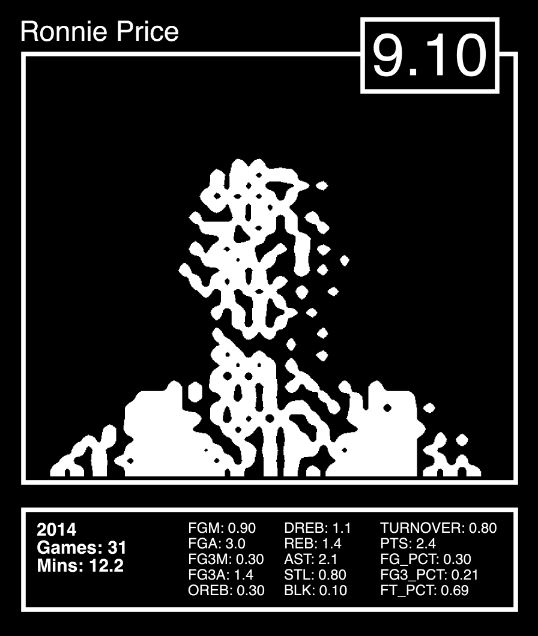 Ronnie Price
9.10
2014
Games: 31
Mins: 12.2
FGM: 0.90
FGA: 3.0
FG3M: 0.30
FG3A: 1.4
OREB: 0.30
DREB: 1.1
REB: 1.4
AST: 2.1
STL: 0.80
BLK: 0.10
TURNOVER: 0.80
PTS: 2.4
FG_PCT: 0.30
FG3_PCT: 0.21
FT_PCT: 0.69